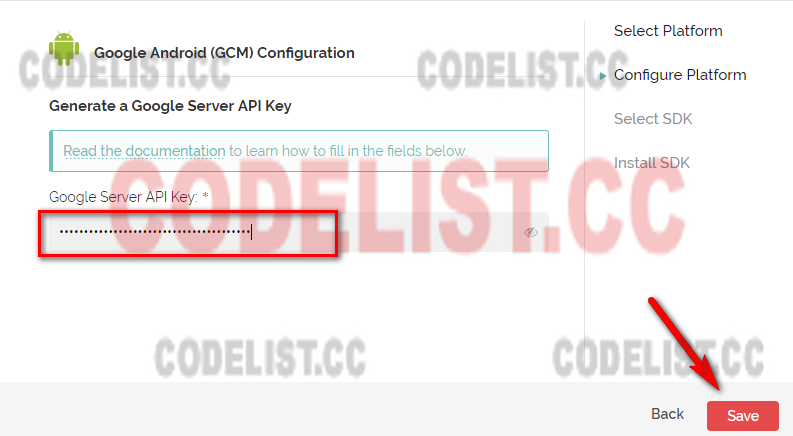 Google Android (GCM) Configuration
CODELIST.CC
CODELIST.CC
Generate a Google Server API Key
Read the documentation to learn how to fill in the fields below.
Google Server API Key: *
••••••••••••••••••••••••••••••••••••••••
CODELIST.CC
Select Platform
Configure Platform
Select SDK
Install SDK
CODELIST.CC
CODELIST.CC
Back
Save